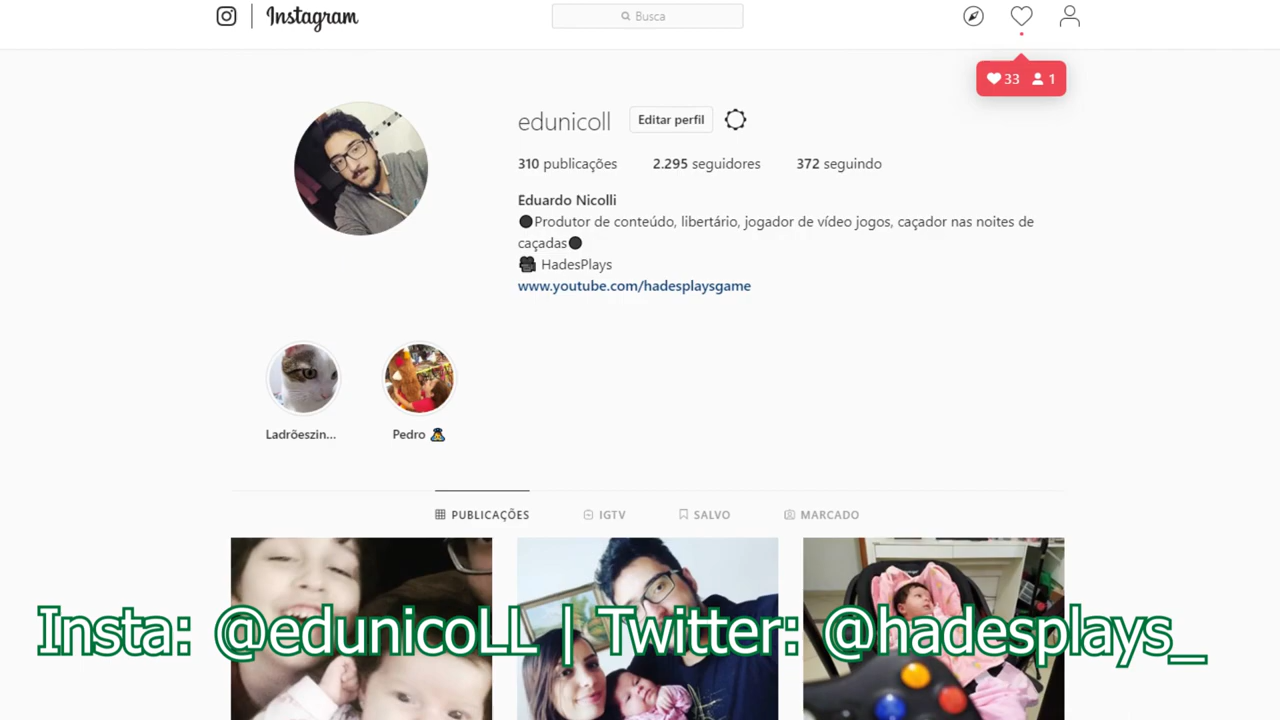 Instagram
Busca
33 1
edunicoll Editar perfil
310 publicações 2.295 seguidores 372 seguindo
Eduardo Nicolli
Produtor de conteúdo, libertário, jogador de vídeo jogos, caçador nas noites de
caçadas
HadesPlays
www.youtube.com/hadesplaysgame
Ladrõeszin... Pedro
PUBLICAÇÕES IGTV SALVO MARCADO
Insta: @edunicoLL | Twitter: @hadesplays_